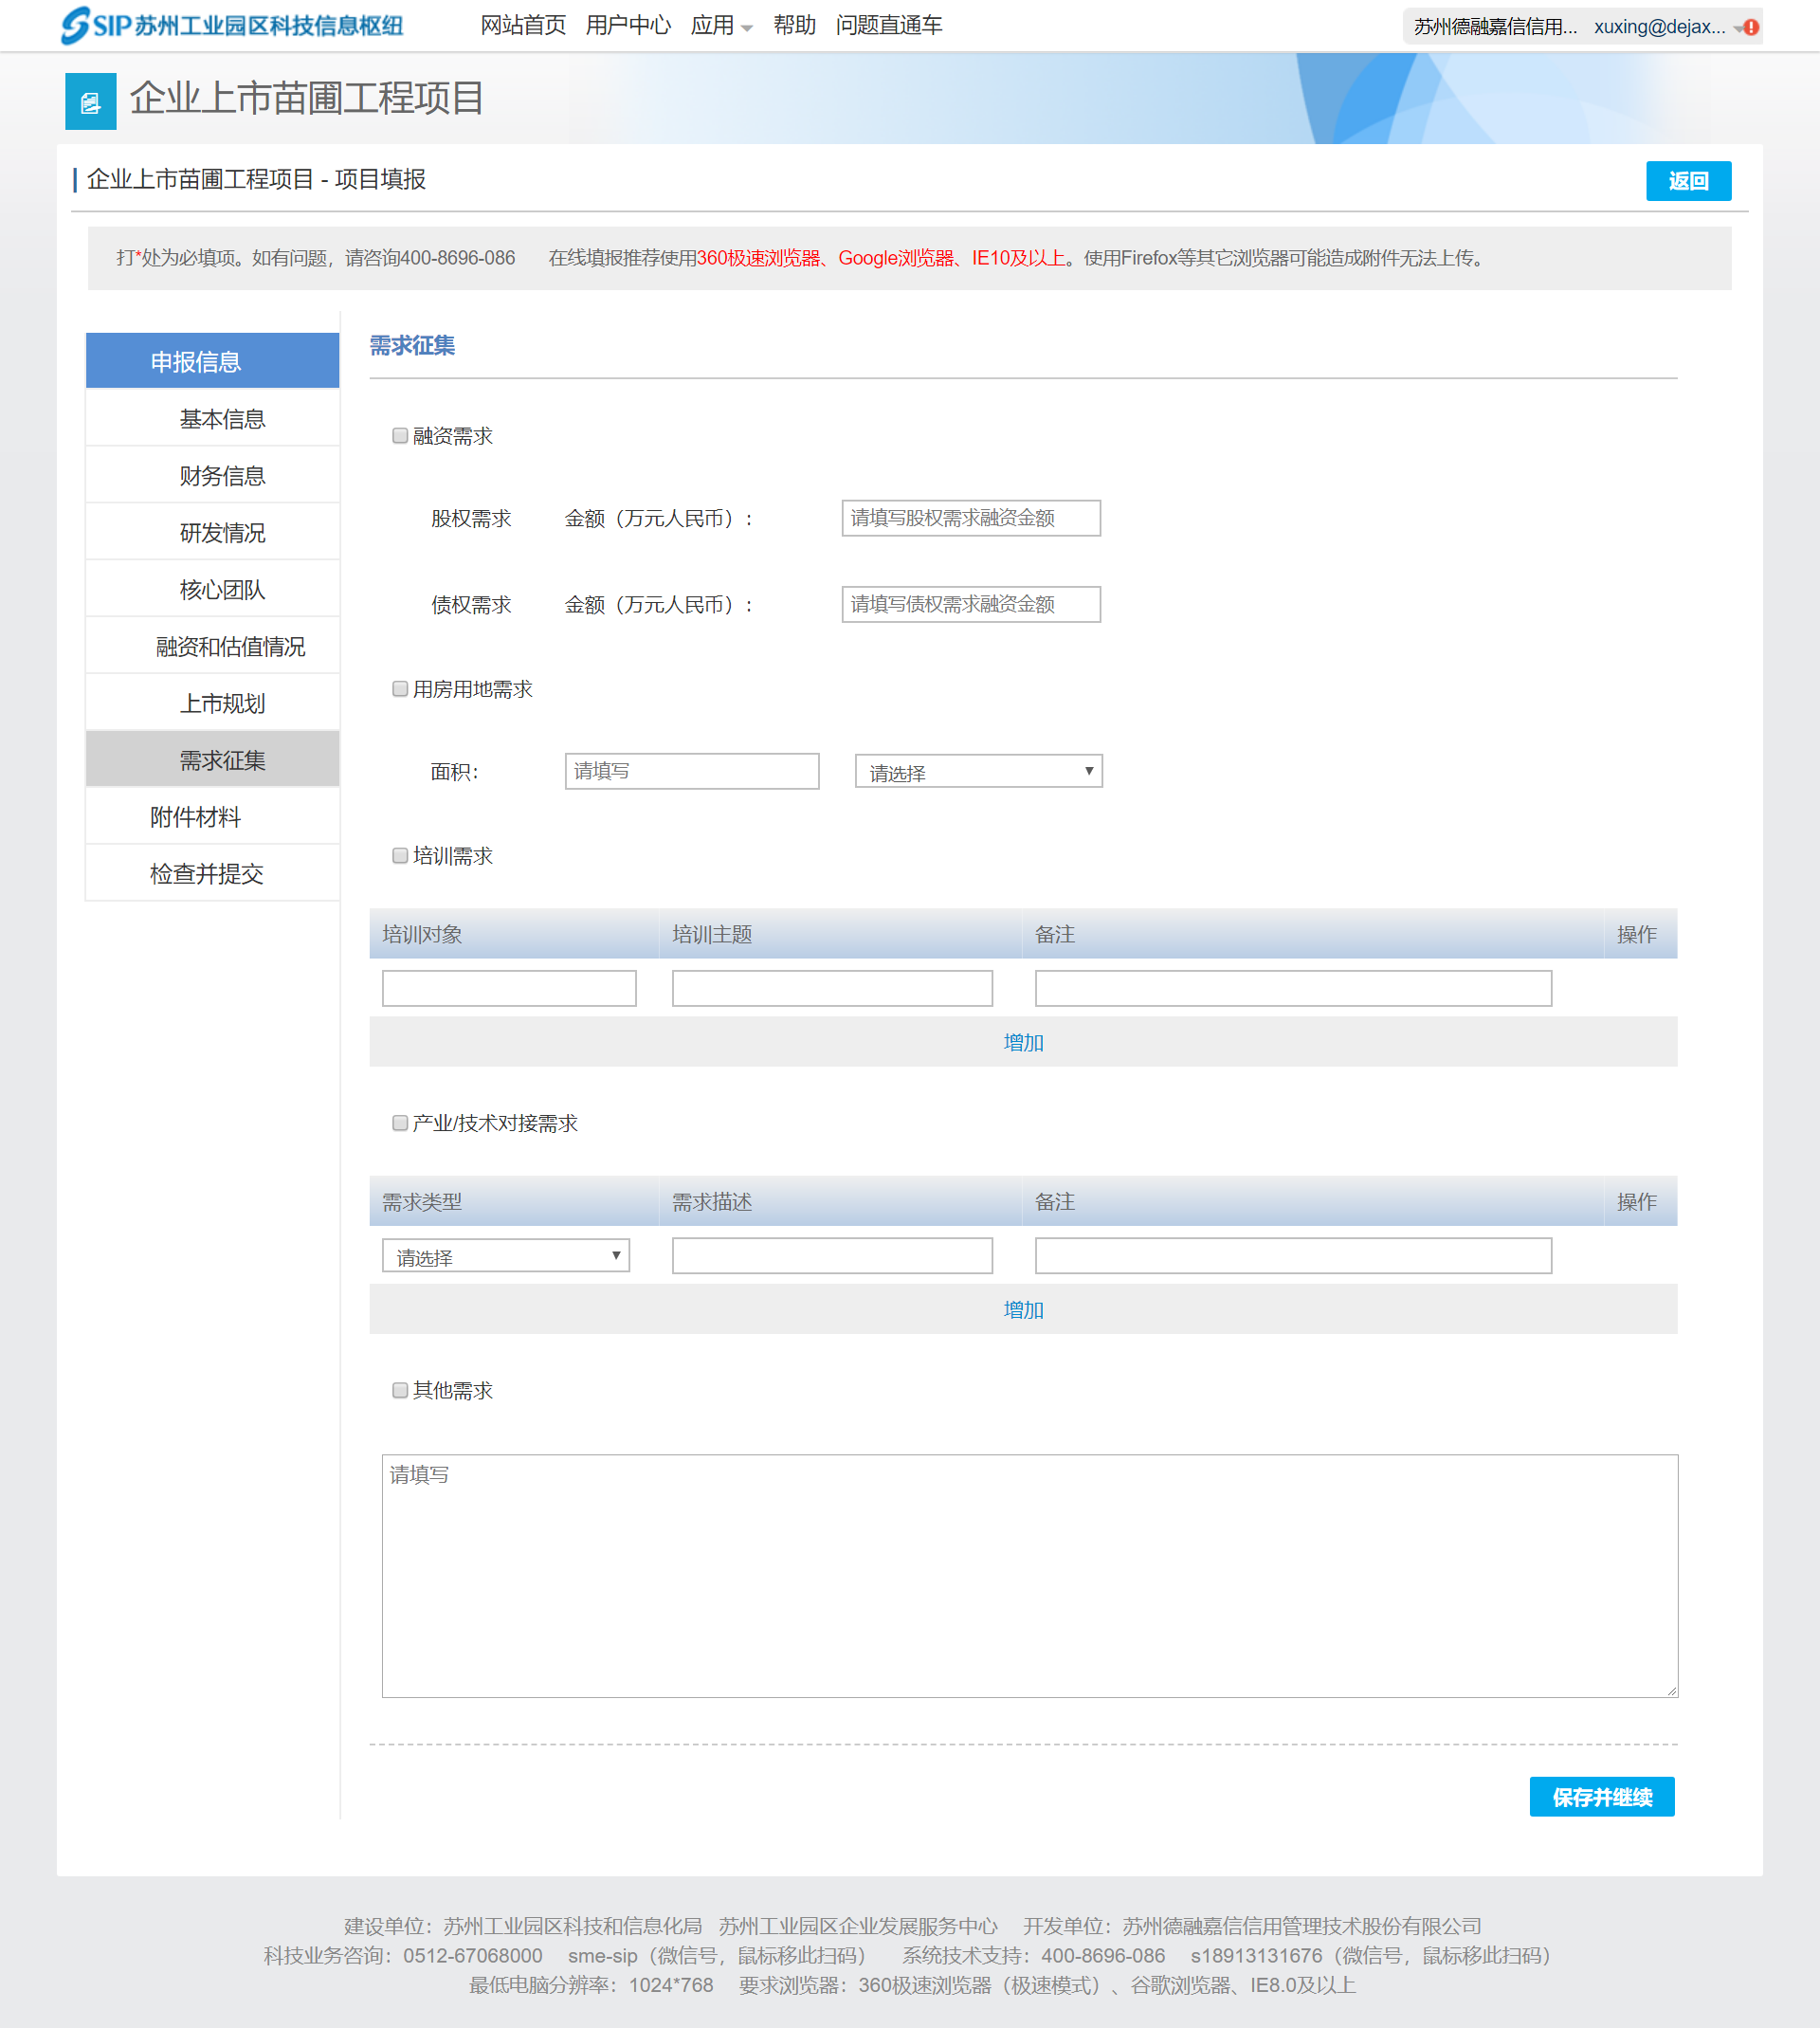 SIP 苏州工业园区科技信息枢纽 网站首页 用户中心 应用 帮助 问题直通车 苏州德融嘉信信用... xuxing@dejax...
企业上市苗圃工程项目
企业上市苗圃工程项目 - 项目填报 返回
打*处为必填项。如有问题，请咨询400-8696-086 在线填报推荐使用360极速浏览器、Google浏览器、IE10及以上。使用Firefox等其它浏览器可能造成附件无法上传。
申报信息
基本信息
财务信息
研发情况
核心团队
融资和估值情况
上市规划
需求征集
附件材料
检查并提交
需求征集
融资需求
股权需求 金额（万元人民币）： 请填写股权需求融资金额
债权需求 金额（万元人民币）： 请填写债权需求融资金额
用房用地需求
面积： 请填写 请选择
培训需求
培训对象 培训主题 备注 操作
增加
产业/技术对接需求
需求类型 需求描述 备注 操作
请选择
增加
其他需求
请填写
保存并继续
建设单位：苏州工业园区科技和信息化局 苏州工业园区企业发展服务中心 开发单位：苏州德融嘉信信用管理技术股份有限公司
科技业务咨询：0512-67068000 sme-sip（微信号，鼠标移此扫码） 系统技术支持：400-8696-086 s18913131676（微信号，鼠标移此扫码）
最低电脑分辨率：1024*768 要求浏览器：360极速浏览器（极速模式）、谷歌浏览器、IE8.0及以上